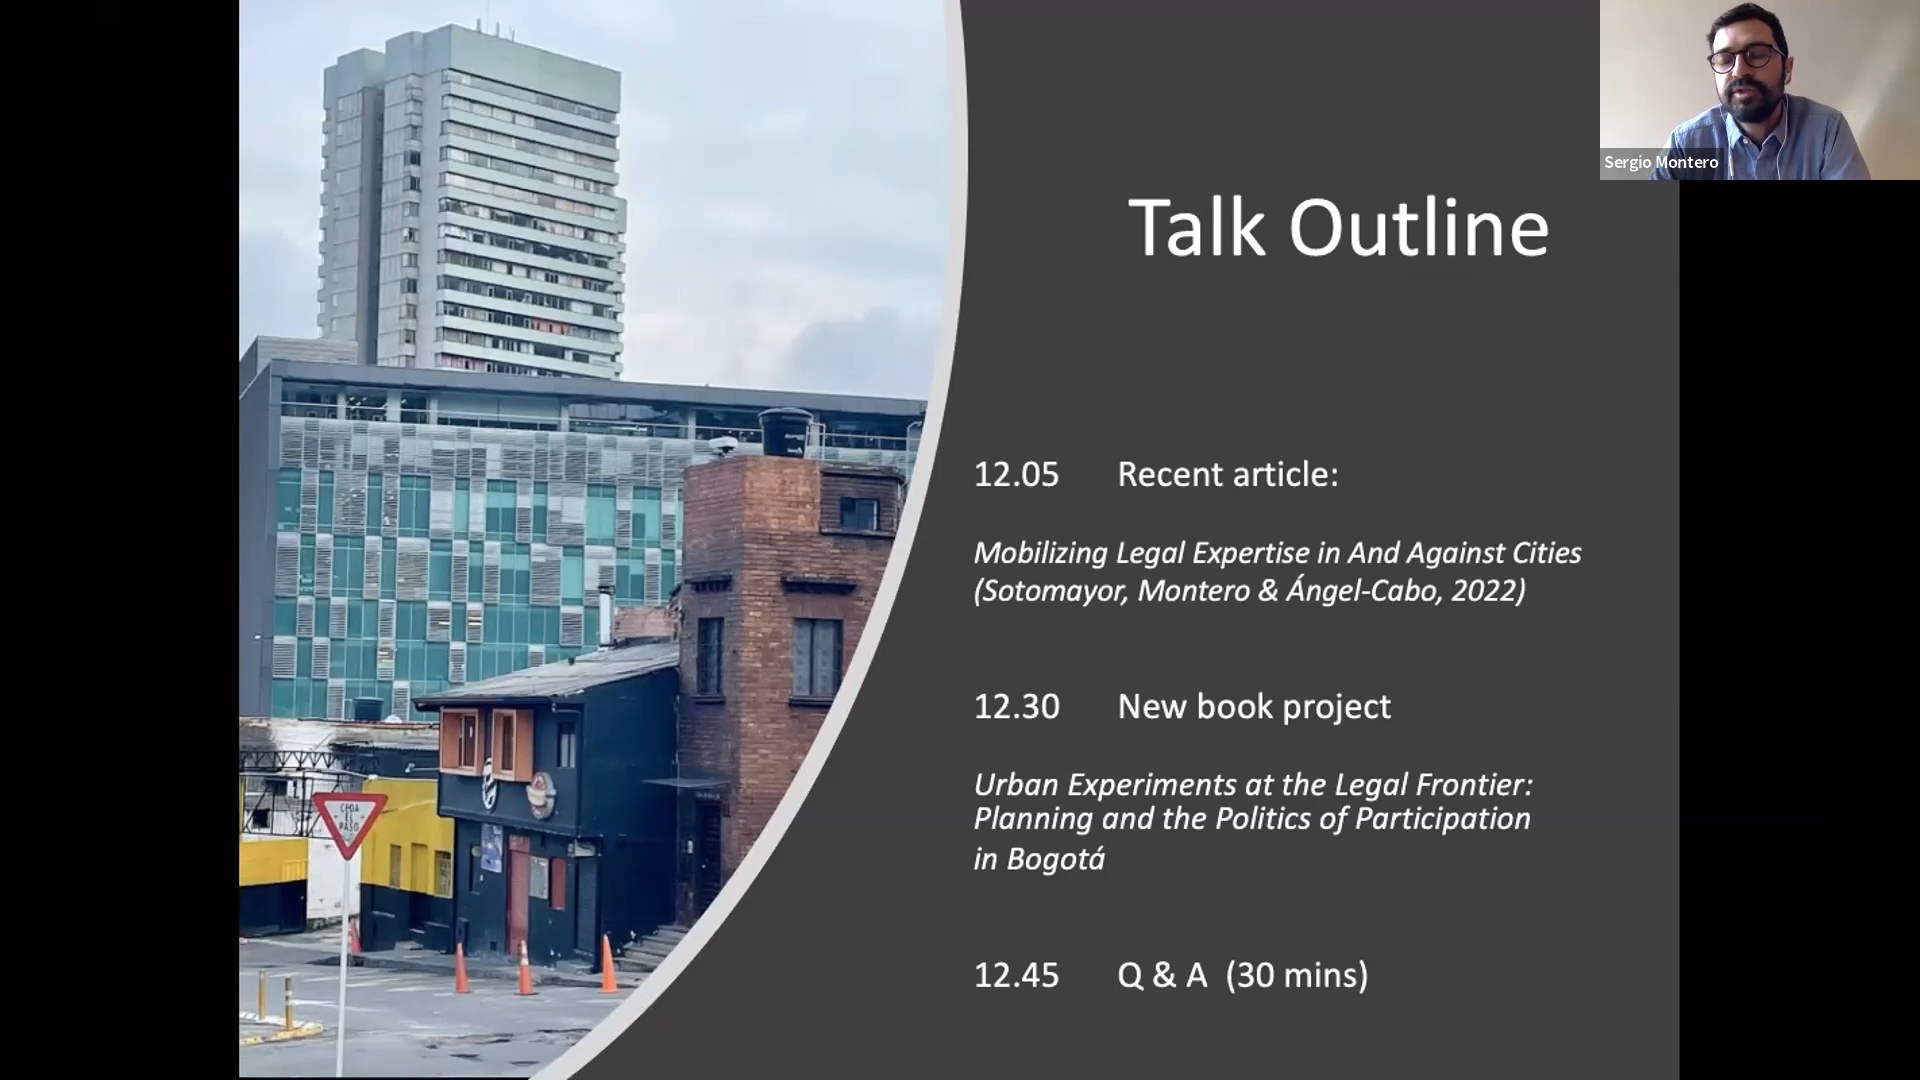 Sergio Montero
Talk Outline
12.05 Recent article:
Mobilizing Legal Expertise in And Against Cities
(Sotomayor, Montero & Ángel-Cabo, 2022)
12.30 New book project
Urban Experiments at the Legal Frontier:
Planning and the Politics of Participation
in Bogotá
12.45 Q & A (30 mins)
CEDA
EL
PASO